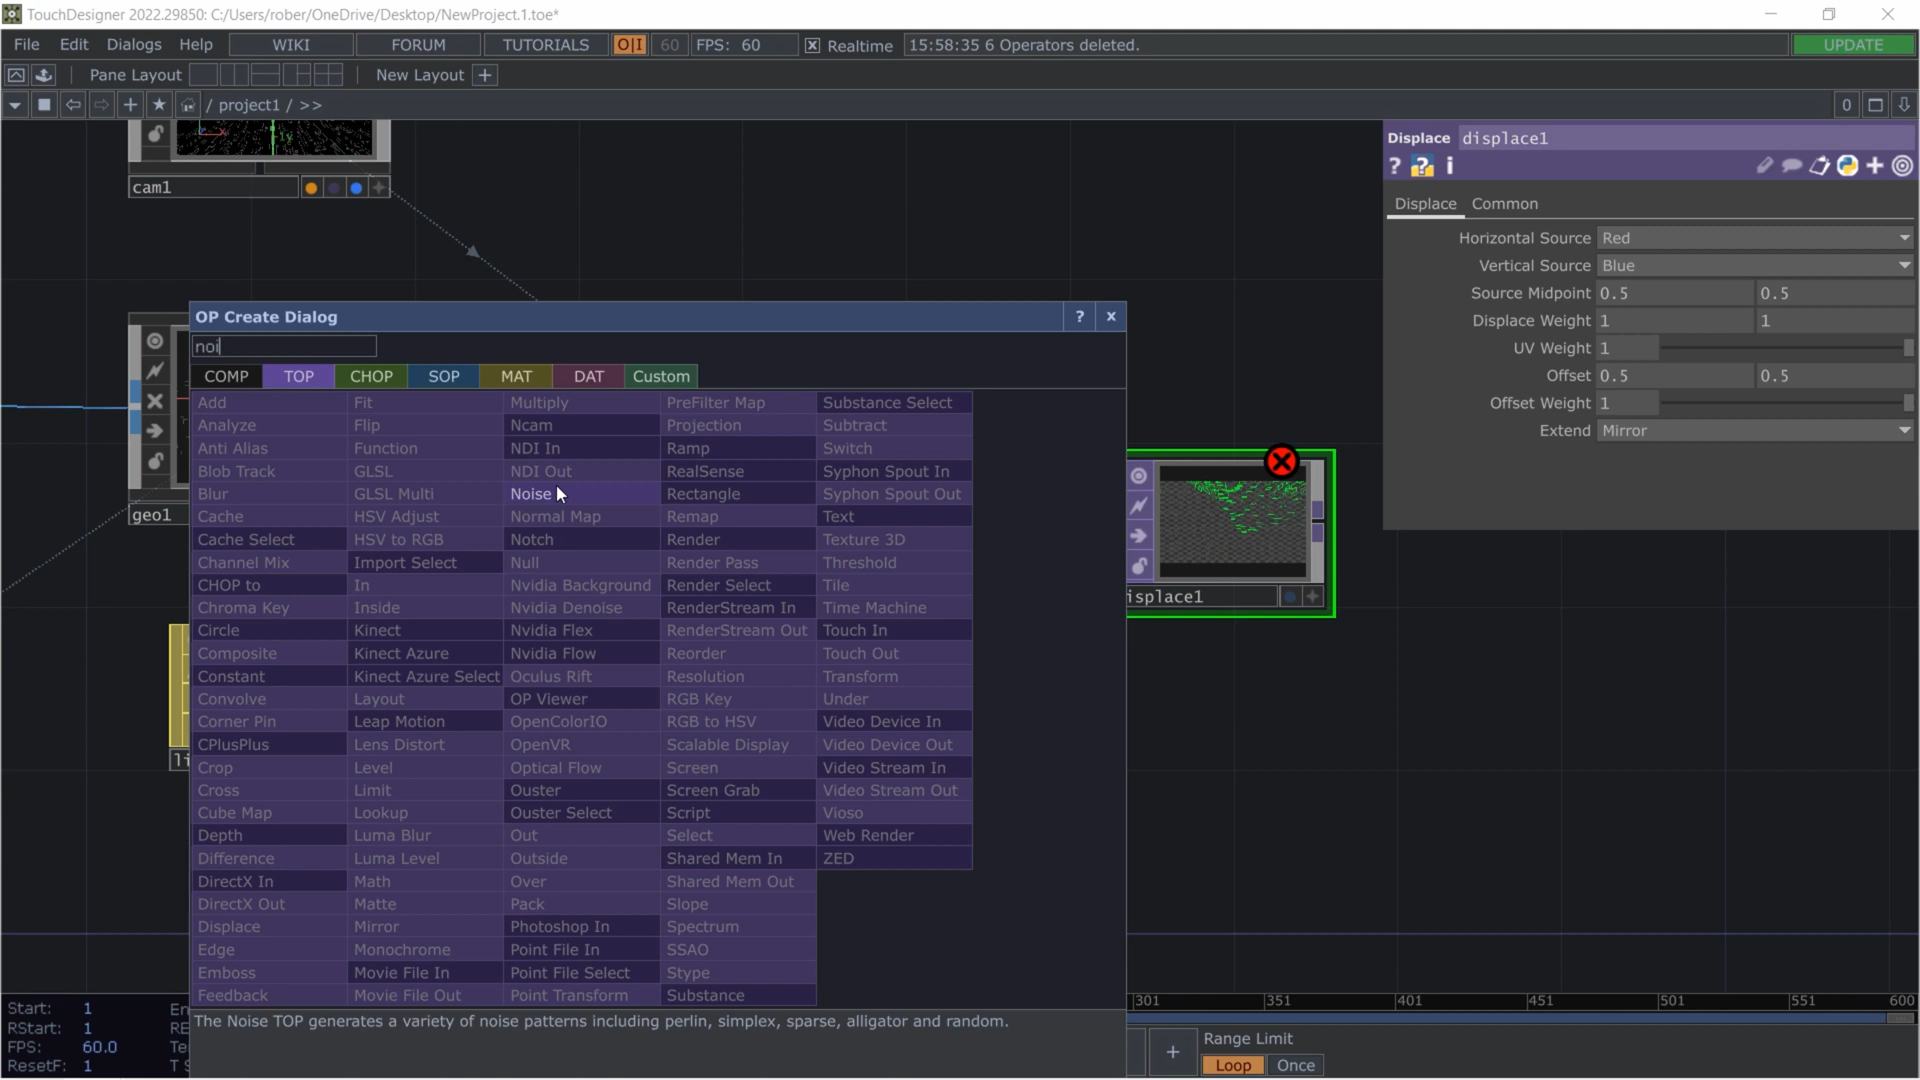 TouchDesigner 2022.29850: C:/Users/rober/OneDrive/Desktop/NewProject.1.toe*
File Edit Dialogs Help WIKI FORUM TUTORIALS O|I 60 FPS: 60 Realtime 15:58:35 6 Operators deleted. UPDATE
Pane Layout New Layout +
/ project1 / >> 0
cam1
Displace displace1
Displace Common
Horizontal Source Red
Vertical Source Blue
Source Midpoint 0.5 0.5
Displace Weight 1 1
UV Weight 1
Offset 0.5 0.5
Offset Weight 1
Extend Mirror
geo1
OP Create Dialog ? x
noi
COMP TOP CHOP SOP MAT DAT Custom
Add Fit Multiply PreFilter Map Substance Select
Analyze Flip Ncam Projection Subtract
Anti Alias Function NDI In Ramp Switch
Blob Track GLSL NDI Out RealSense Syphon Spout In
Blur GLSL Multi Noise Rectangle Syphon Spout Out
Cache HSV Adjust Normal Map Remap Text
Cache Select HSV to RGB Notch Render Texture 3D
Channel Mix Import Select Null Render Pass Threshold
CHOP to In Nvidia Background Render Select Tile
Chroma Key Inside Nvidia Denoise RenderStream In Time Machine
Circle Kinect Nvidia Flex RenderStream Out Touch In
Composite Kinect Azure Nvidia Flow Reorder Touch Out
Constant Kinect Azure Select Oculus Rift Resolution Transform
Convolve Layout OP Viewer RGB Key Under
Corner Pin Leap Motion OpenColorIO RGB to HSV Video Device In
CPlusPlus Lens Distort OpenVR Scalable Display Video Device Out
Crop Level Optical Flow Screen Video Stream In
Cross Limit Ouster Screen Grab Video Stream Out
Cube Map Lookup Ouster Select Script Vioso
Depth Luma Blur Out Select Web Render
Difference Luma Level Outside Shared Mem In ZED
DirectX In Math Over Shared Mem Out
DirectX Out Matte Pack Slope
Displace Mirror Photoshop In Spectrum
Edge Monochrome Point File In SSAO
Emboss Movie File In Point File Select Stype
Feedback Movie File Out Point Transform Substance
The Noise TOP generates a variety of noise patterns including perlin, simplex, sparse, alligator and random.
isplace1
li
Start: 1 En
RStart: 1 RE
FPS: 60.0 Te
ResetF: 1 T S
301 351 401 451 501 551 600
+ Range Limit
Loop Once